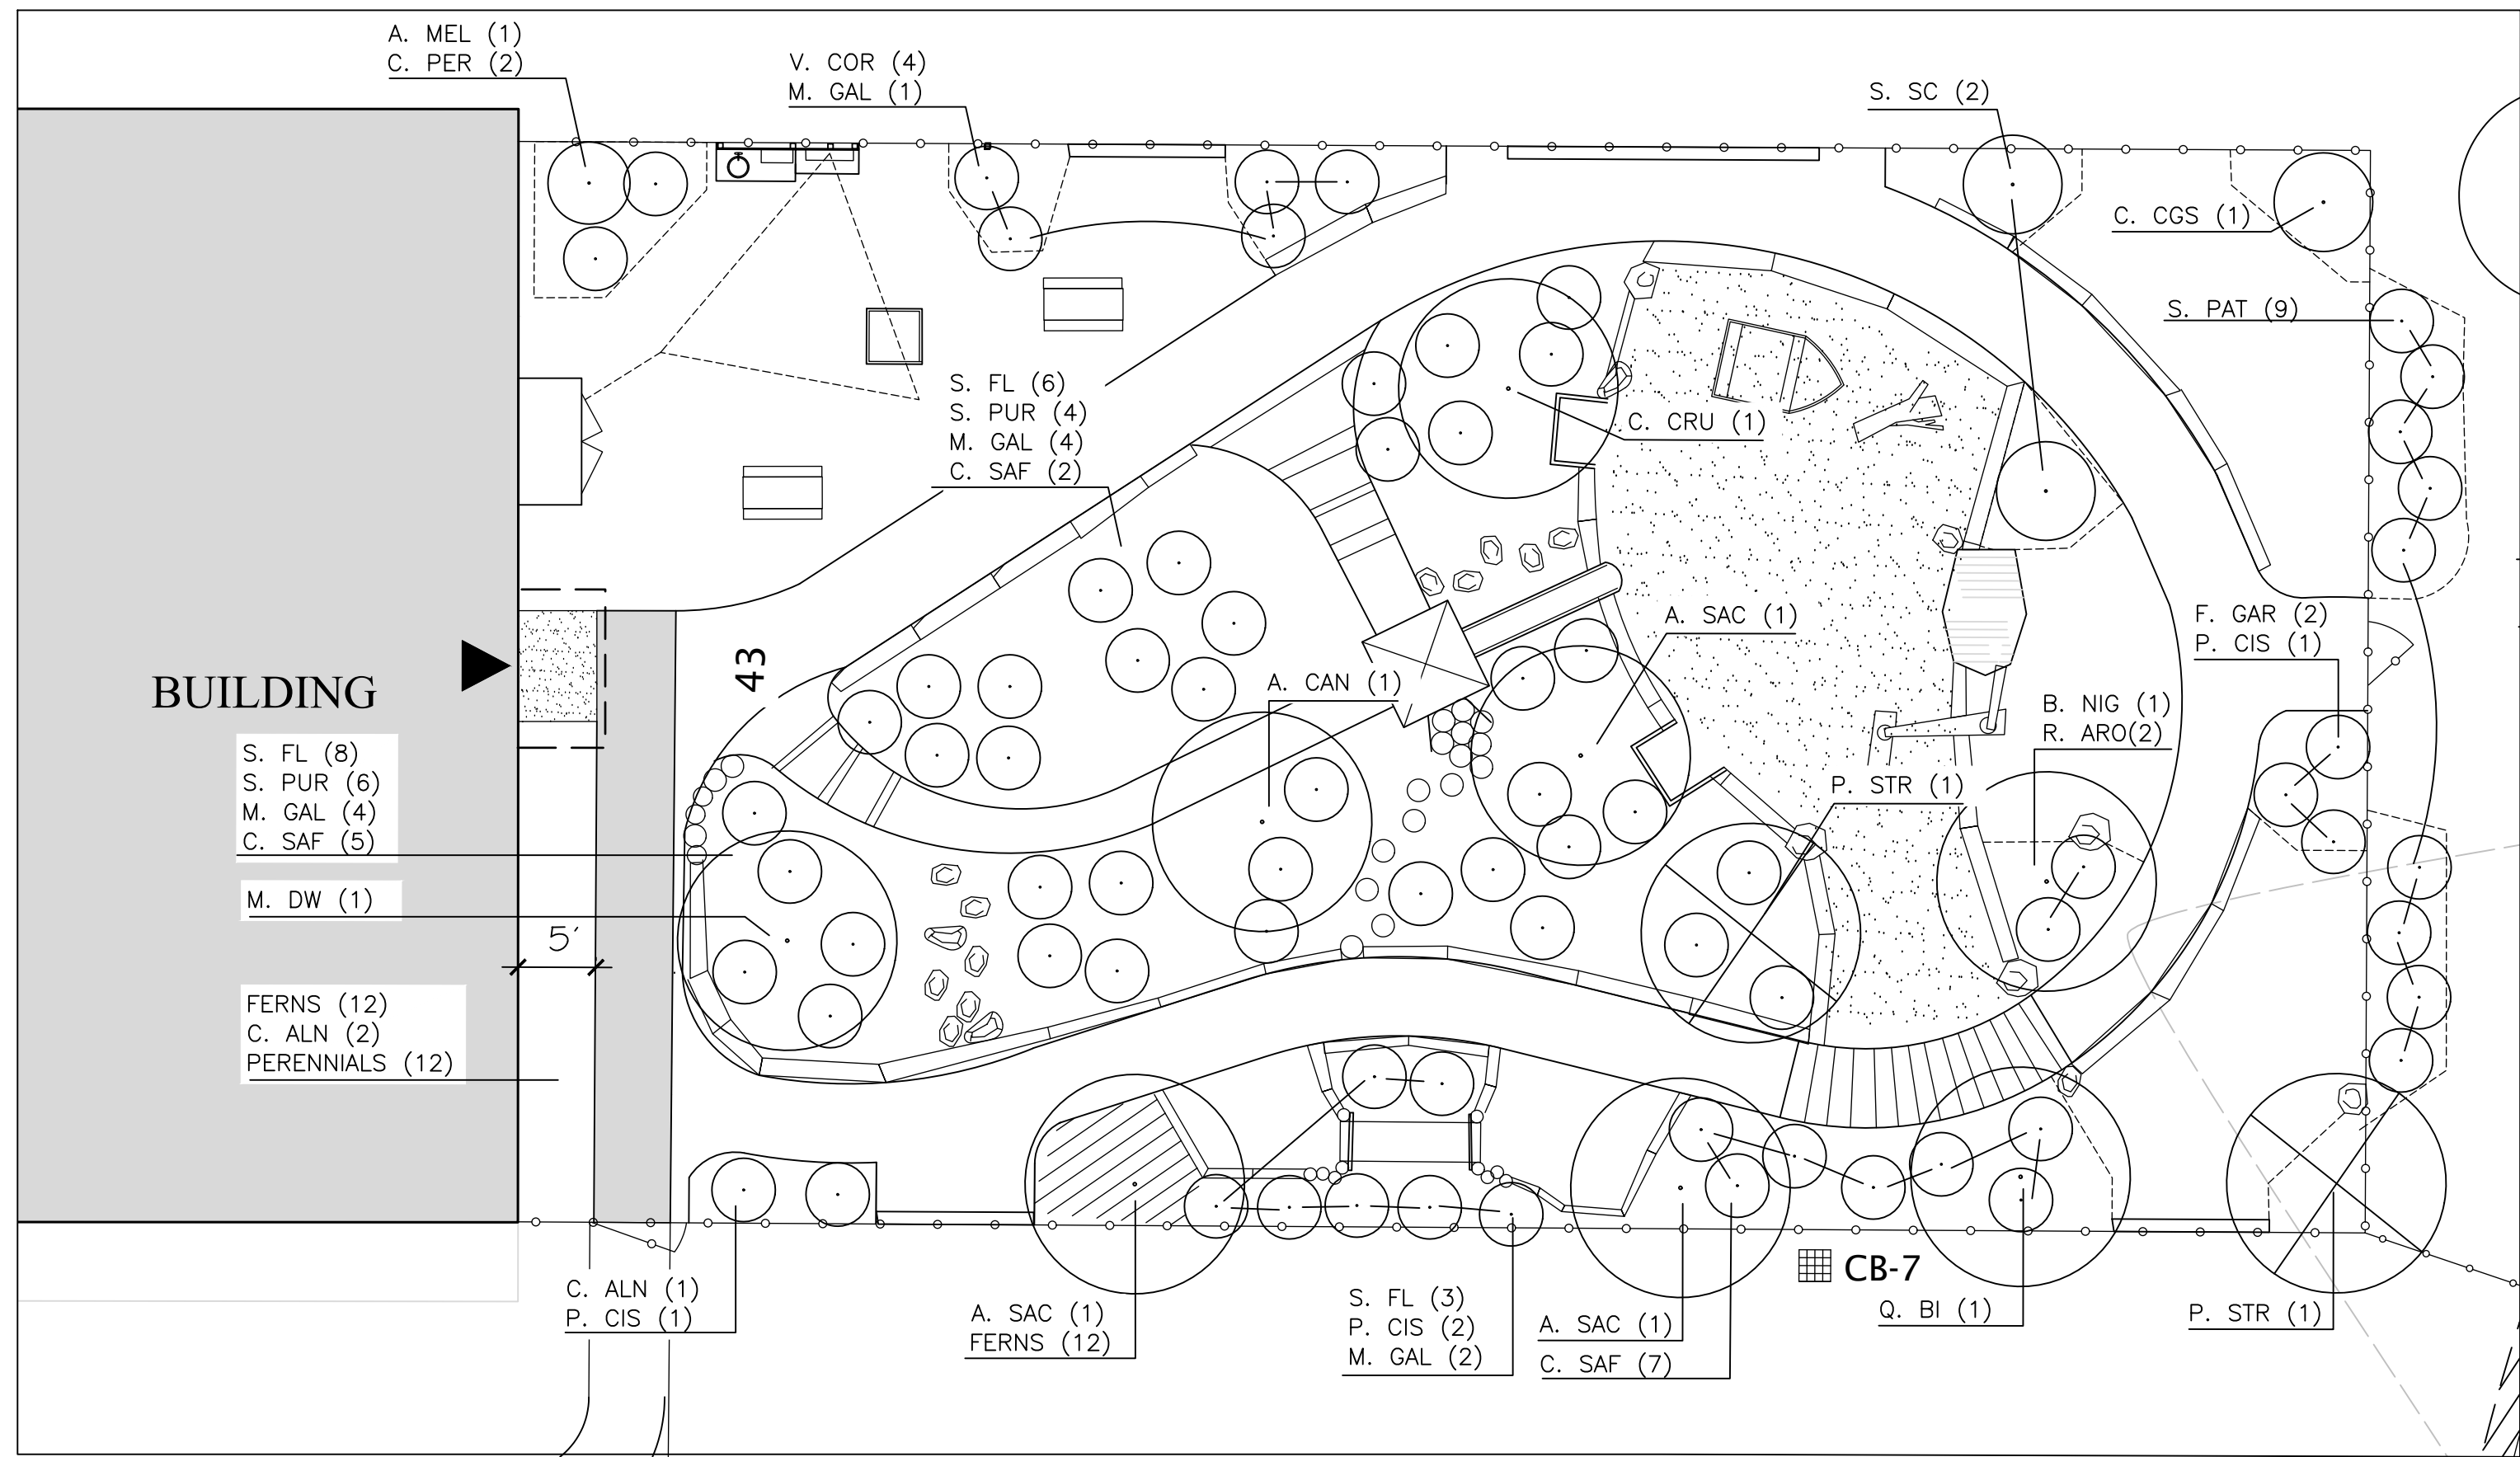 A. MEL (1)
C. PER (2)
V. COR (4)
M. GAL (1)
S. SC (2)
C. CGS (1)
S. PAT (9)
S. FL (6)
S. PUR (4)
M. GAL (4)
C. SAF (2)
C. CRU (1)
A. SAC (1)
F. GAR (2)
P. CIS (1)
43
A. CAN (1)
BUILDING
B. NIG (1)
R. ARO(2)
S. FL (8)
S. PUR (6)
M. GAL (4)
C. SAF (5)
P. STR (1)
M. DW (1)
5'
FERNS (12)
C. ALN (2)
PERENNIALS (12)
C. ALN (1)
P. CIS (1)
A. SAC (1)
FERNS (12)
S. FL (3)
P. CIS (2)
M. GAL (2)
A. SAC (1)
C. SAF (7)
CB-7
Q. BI (1)
P. STR (1)